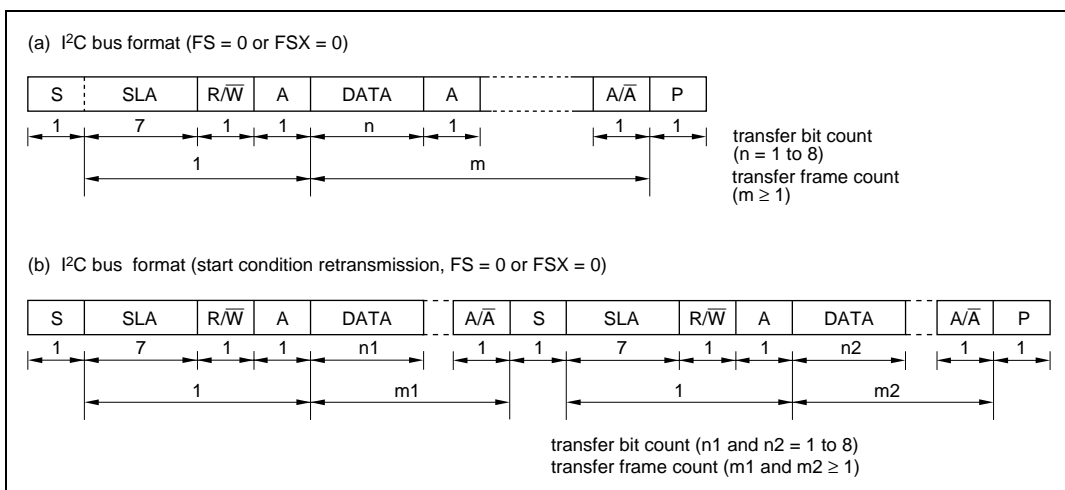 (a) I²C bus format (FS = 0 or FSX = 0)
S SLA R/W̅ A DATA A A/A̅ P
1 7 1 1 n 1 1 1
1 m
transfer bit count
(n = 1 to 8)
transfer frame count
(m ≥ 1)
(b) I²C bus format (start condition retransmission, FS = 0 or FSX = 0)
S SLA R/W̅ A DATA A/A̅ S SLA R/W̅ A DATA A/A̅ P
1 7 1 1 n1 1 1 7 1 1 n2 1 1
1 m1 1 m2
transfer bit count (n1 and n2 = 1 to 8)
transfer frame count (m1 and m2 ≥ 1)